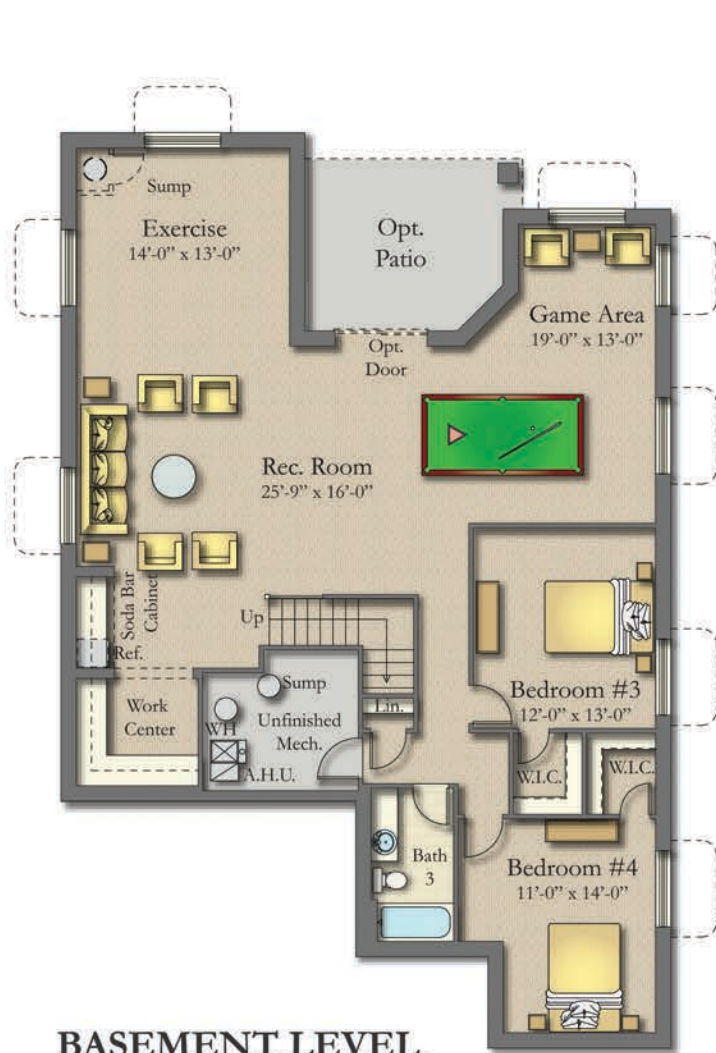 Sump
Exercise
14’-0” x 13’-0”
Opt.
Patio
Game Area
19’-0” x 13’-0”
Opt.
Door
Rec. Room
25’-9” x 16’-0”
Soda Bar
Cabinet
Ref.
Up
Work
Center
Sump
WH
Unfinished
Mech.
A.H.U.
Lin.
Bedroom #3
12’-0” x 13’-0”
W.I.C.
W.I.C.
Bath
3
Bedroom #4
11’-0” x 14’-0”
BASEMENT LEVEL